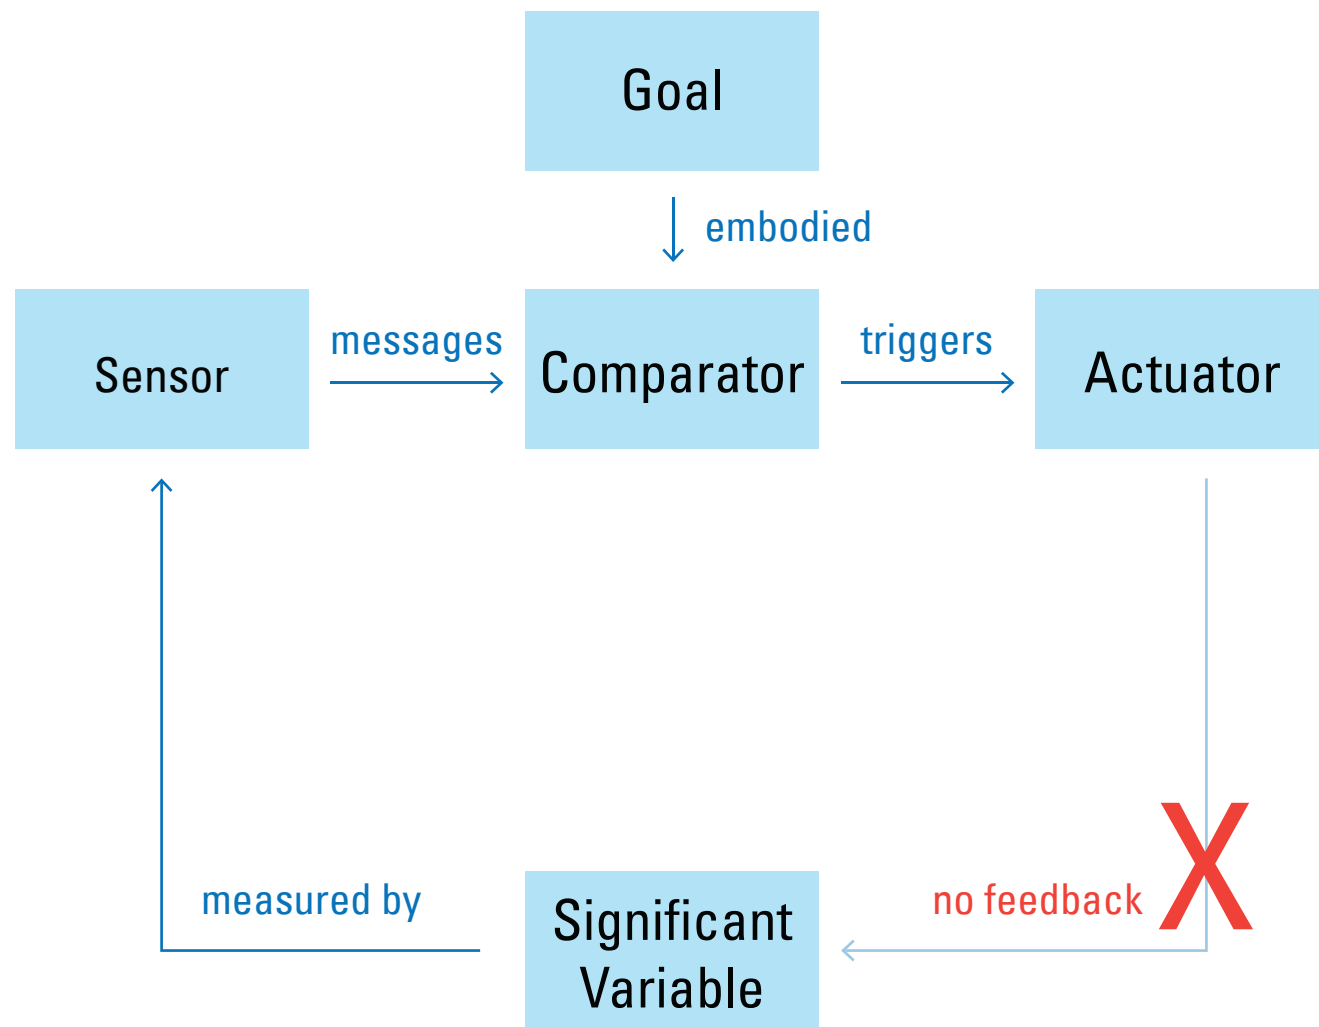 Goal
embodied
Sensor
messages
Comparator
triggers
Actuator
measured by
Significant
Variable
no feedback
X